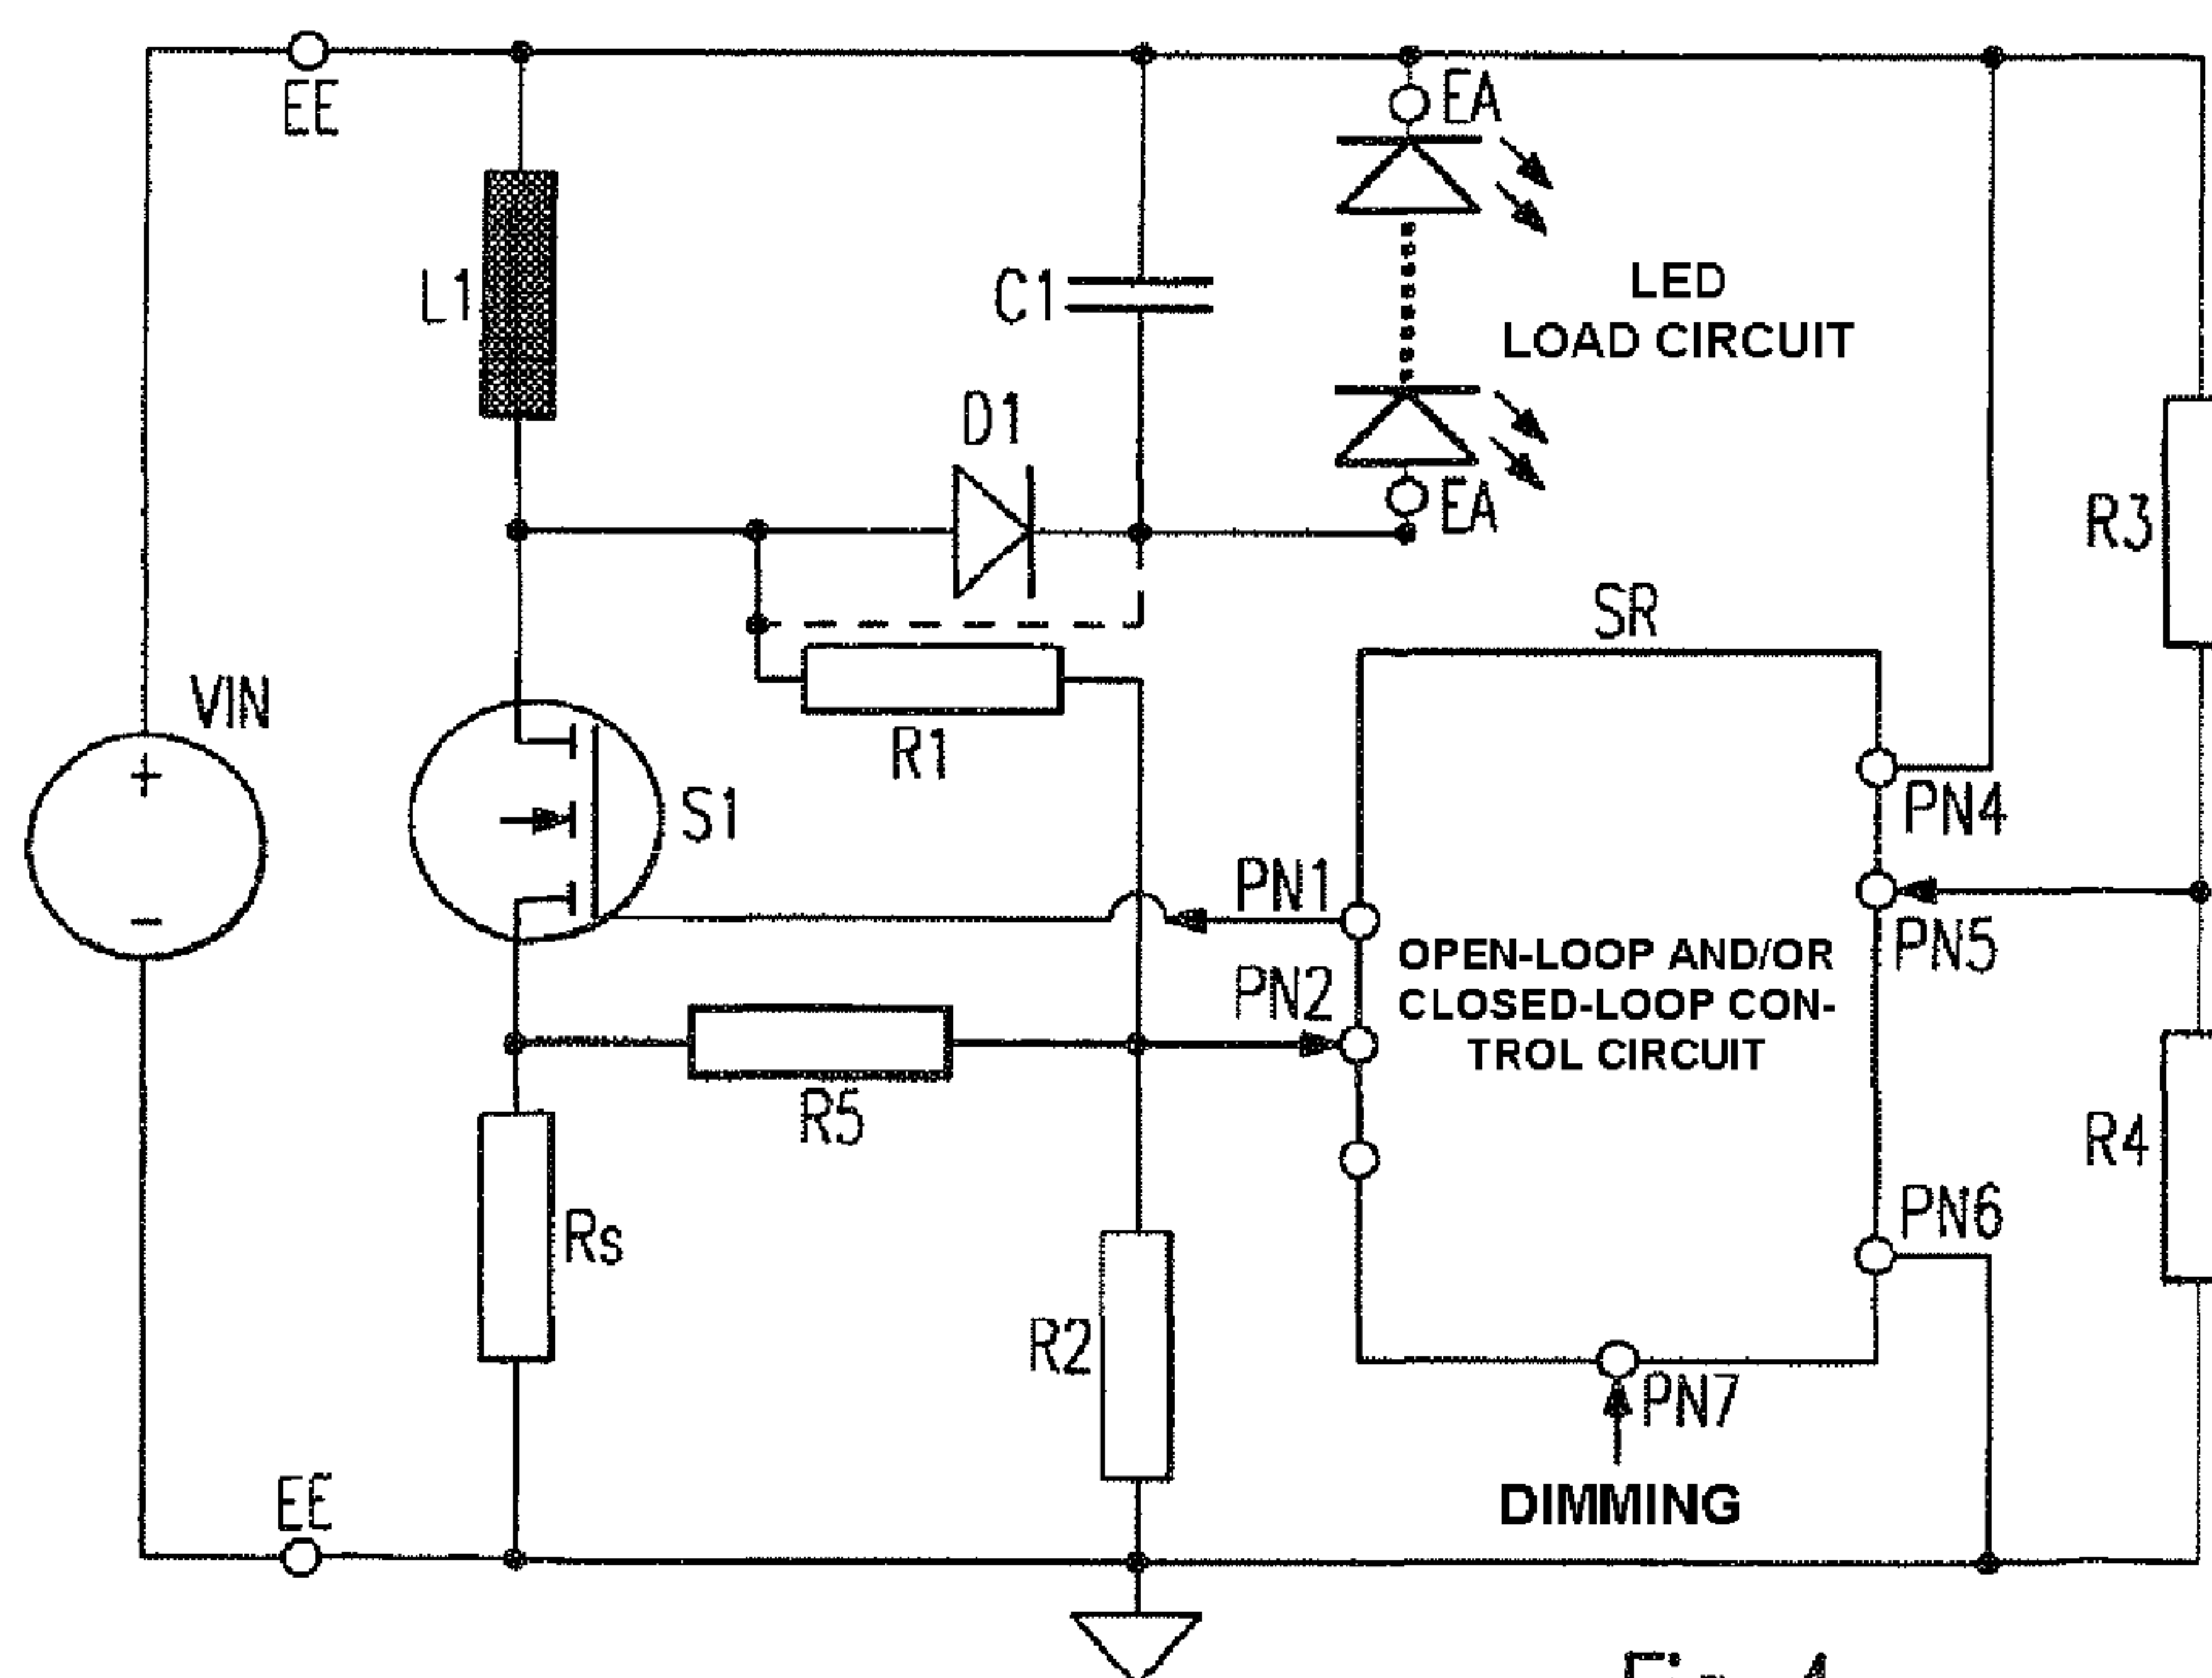 EE
EA
L1
C1
LED
LOAD CIRCUIT
D1
EA
R3
SR
VIN
+
R1
S1
PN4
PN1
PN5
OPEN-LOOP AND/OR
CLOSED-LOOP CON-
TROL CIRCUIT
PN2
R5
R4
Rs
PN6
R2
PN7
EE
DIMMING